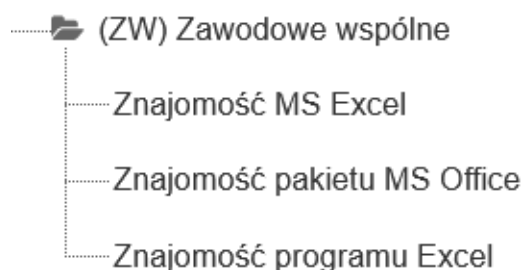 (ZW) Zawodowe wspólne
Znajomość MS Excel
Znajomość pakietu MS Office
Znajomość programu Excel